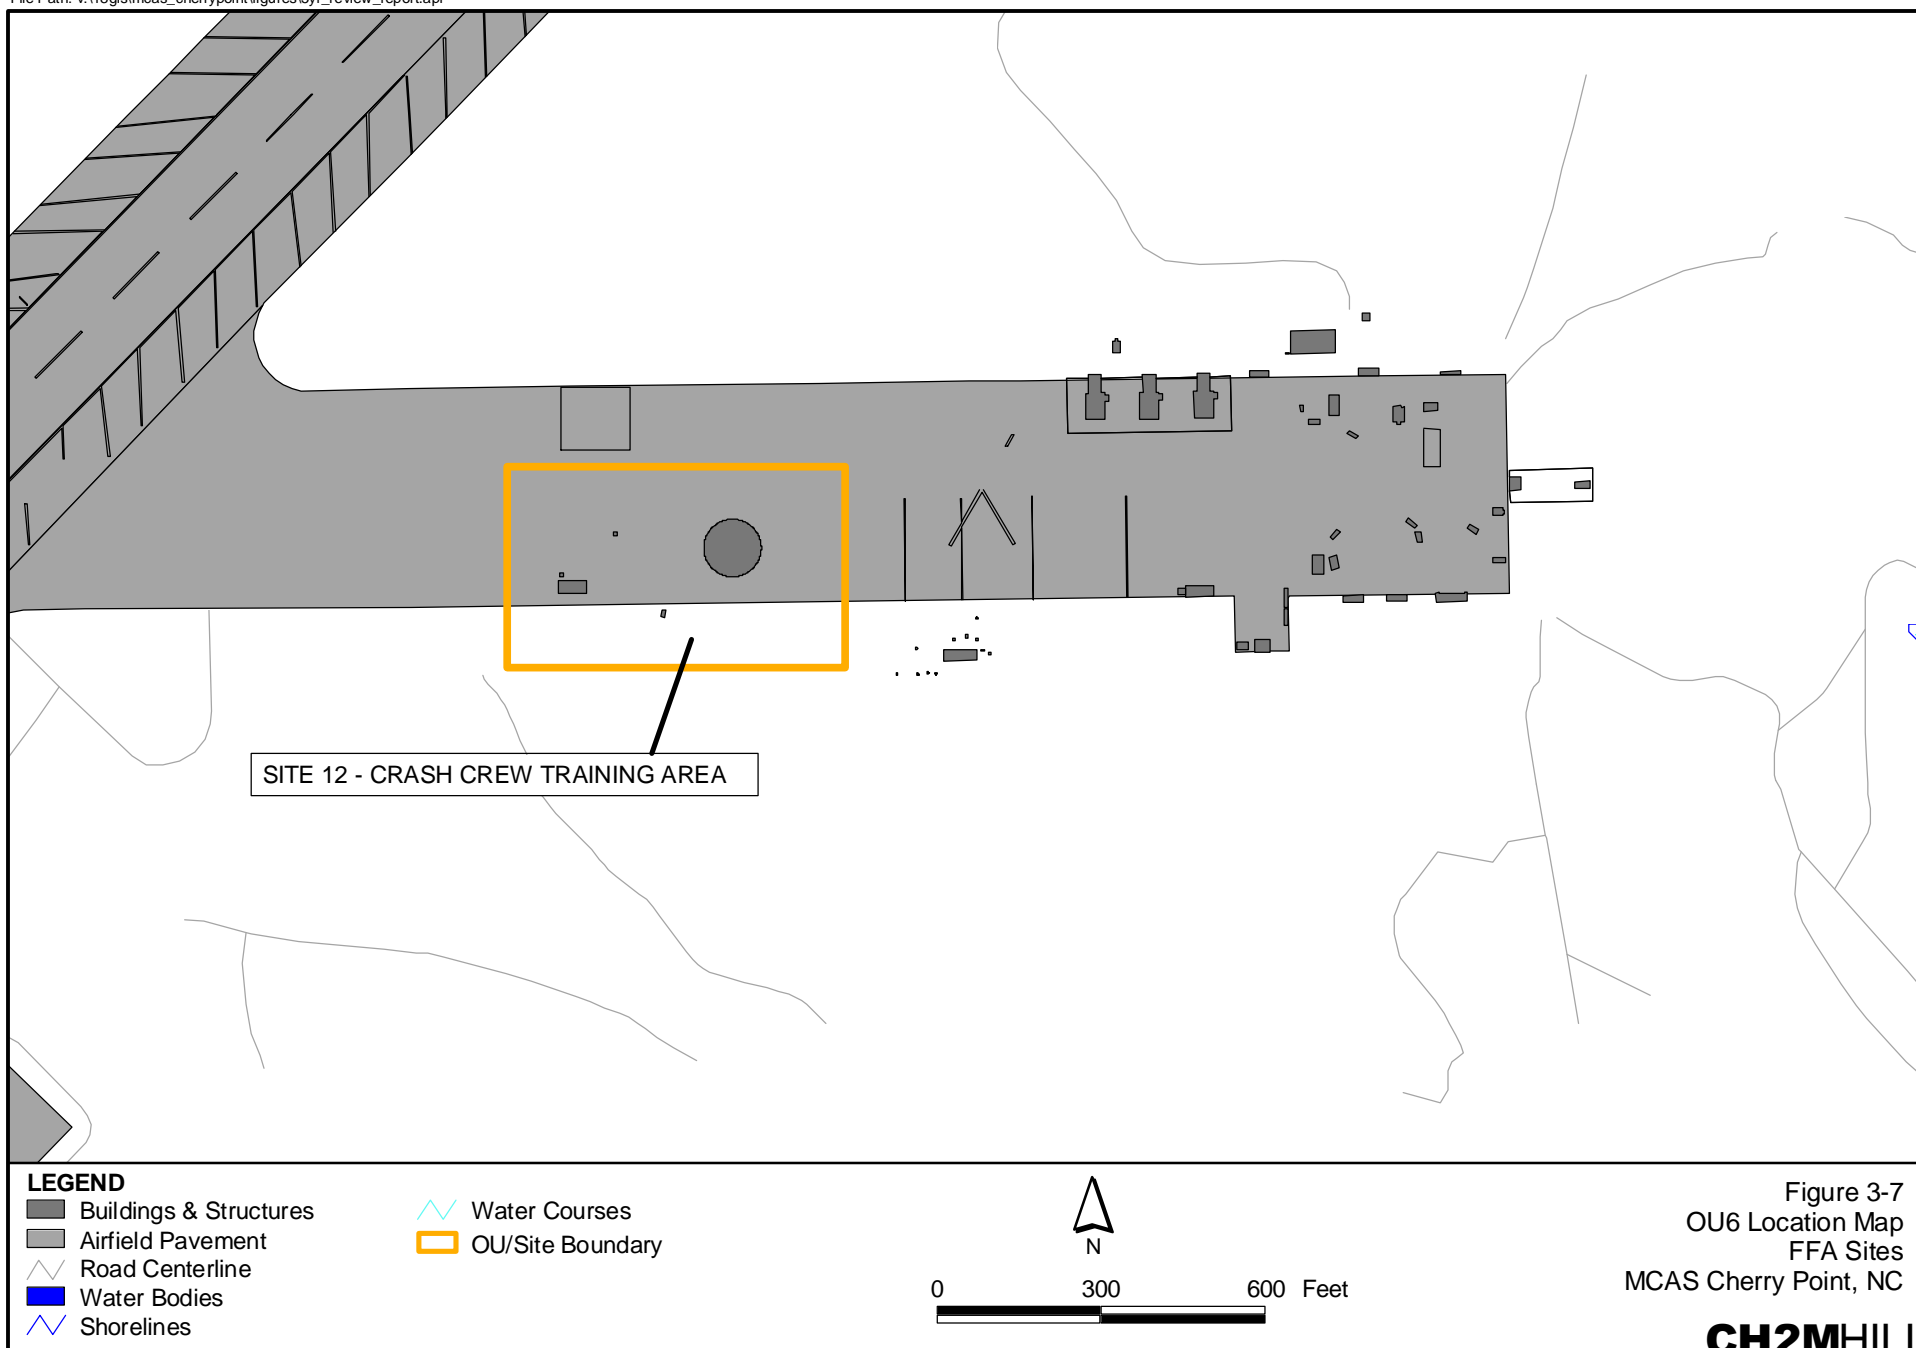 SITE 12 - CRASH CREW TRAINING AREA
LEGEND
Buildings & Structures
Airfield Pavement
Road Centerline
Water Bodies
Shorelines
Water Courses
OU/Site Boundary
N
0 300 600 Feet
Figure 3-7
OU6 Location Map
FFA Sites
MCAS Cherry Point, NC
CH2MHILL